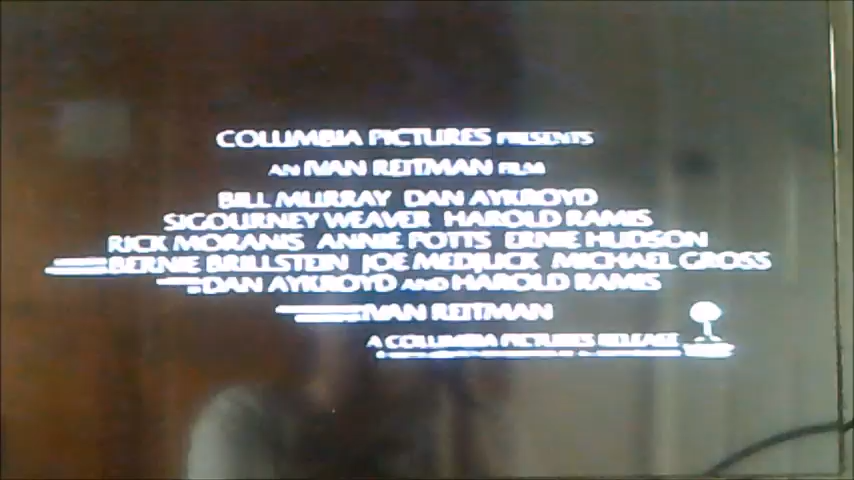 COLUMBIA PICTURES PRESENTS
AN IVAN REITMAN FILM
BILL MURRAY DAN AYKROYD
SIGOURNEY WEAVER HAROLD RAMIS
RICK MORANIS ANNIE POTTS ERNIE HUDSON
BERNIE BRILLSTEIN JOE MEDJUCK MICHAEL GROSS
DAN AYKROYD AND HAROLD RAMIS
IVAN REITMAN
A COLUMBIA PICTURES RELEASE